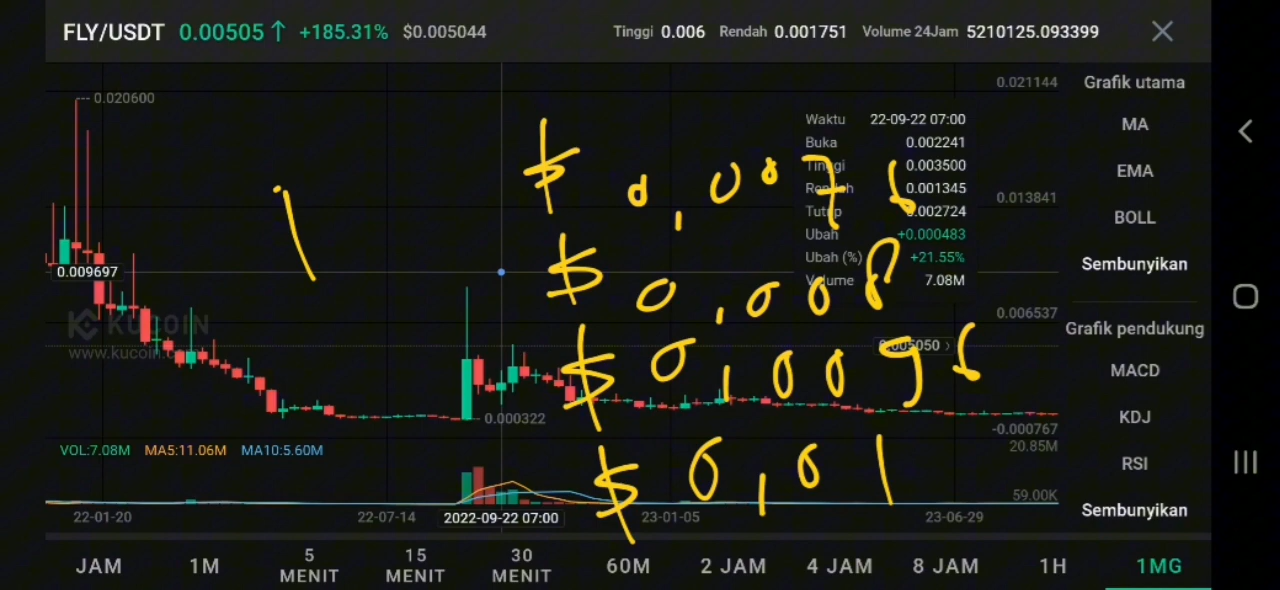 FLY/USDT 0.00505↑ +185.31% $0.005044 Tinggi 0.006 Rendah 0.001751 Volume 24Jam 5210125.093399
0.021144 Grafik utama
0.020600
Waktu 22-09-22 07:00 MA
Buka 0.002241
Tinggi 0.003500 EMA
Rendah 0.001345 0.013841
Tutup 0.002724 BOLL
Ubah +0.000483
Ubah (%) +21.55% Sembunyikan
Volume 7.08M
0.009697
$ 0,0076
$ 0,008
$ 0,0096
$ 0,01
0.006537
KUCOIN Grafik pendukung
www.kucoin.com 0.005050 ›
MACD
0.000322 KDJ
-0.000767
VOL:7.08M MA5:11.06M MA10:5.60M 20.85M
RSI
59.00K
22-01-20 22-07-14 2022-09-22 07:00 23-01-05 23-06-29 Sembunyikan
JAM 1M 5 MENIT 15 MENIT 30 MENIT 60M 2 JAM 4 JAM 8 JAM 1H 1MG